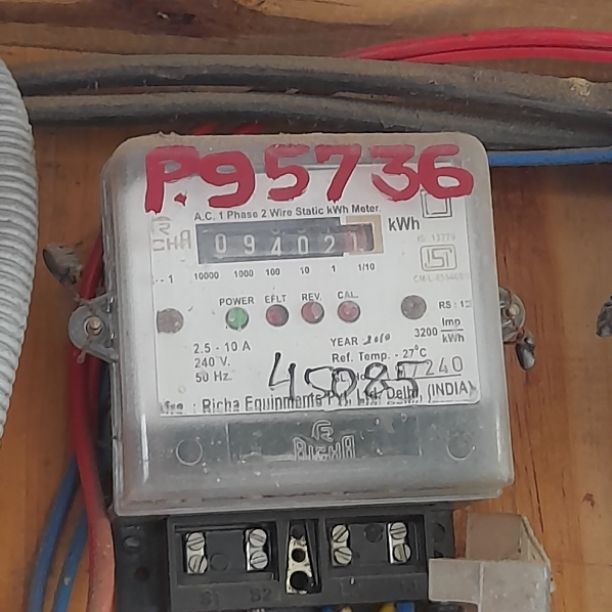 P.95736
A.C. 1 Phase 2 Wire Static kWh Meter.
094021 kWh
10000 1000 100 10 1 1/10
POWER EFLT REV. CAL.
2.5 - 10 A
240 V.
50 Hz.
YEAR 2010
Ref. Temp. - 27°C
3200 Imp/kWh
45085
Richa Equipments Pvt. Ltd. Delhi, (INDIA)
RICHA